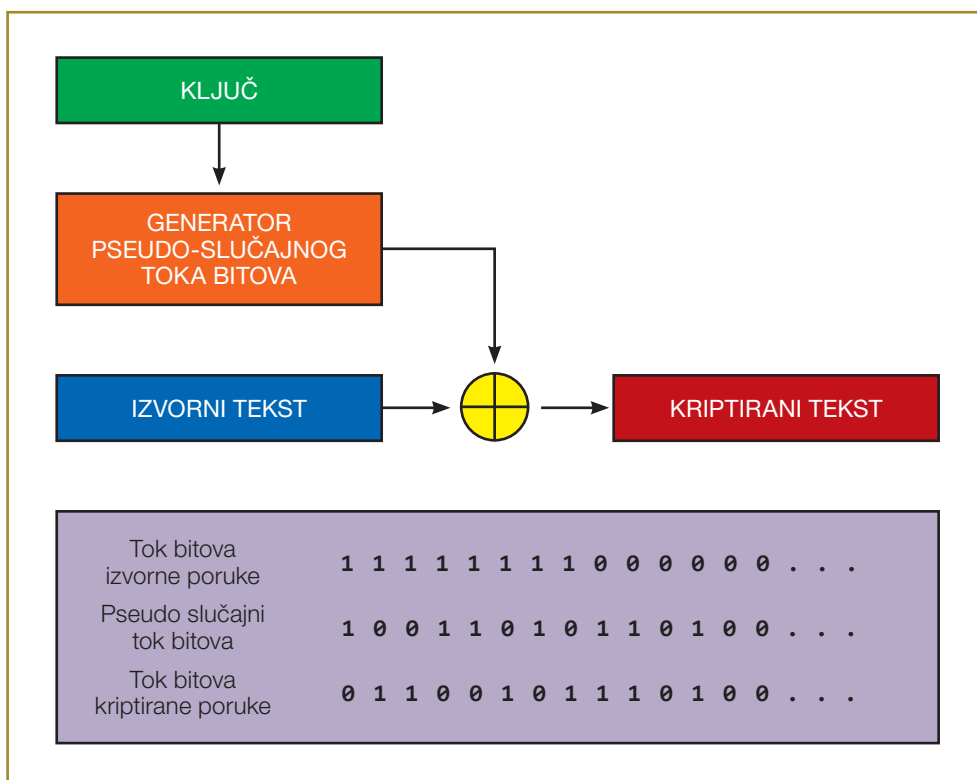 KLJUČ
GENERATOR
PSEUDO-SLUČAJNOG
TOKA BITOVA
IZVORNI TEKST
KRIPTIRANI TEKST
Tok bitova
izvorne poruke
1 1 1 1 1 1 1 1 0 0 0 0 0 0 . . .
Pseudo slučajni
tok bitova
1 0 0 1 1 0 1 0 1 1 0 1 0 0 . . .
Tok bitova
kriptirane poruke
0 1 1 0 0 1 0 1 1 1 0 1 0 0 . . .